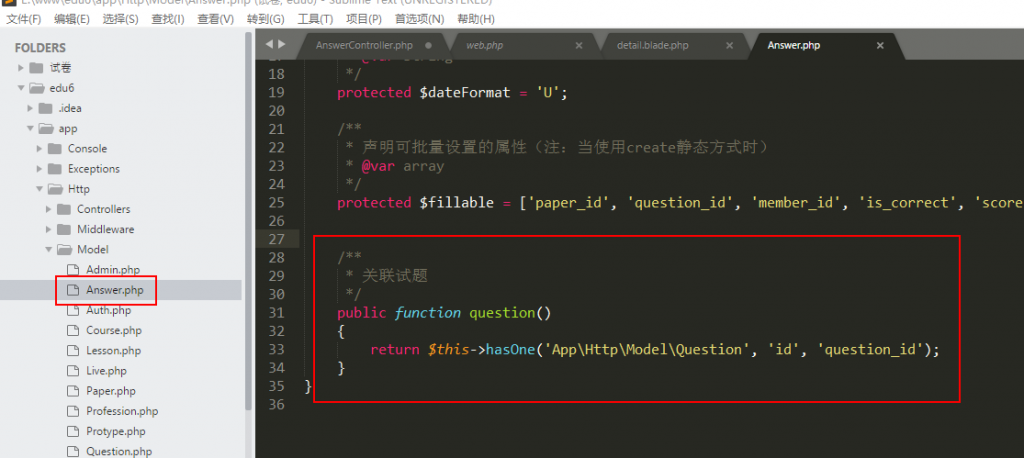 E:\www\edu6\app\Http\Model\Answer.php (试卷, edu6) - Sublime Text (UNREGISTERED)
文件(F) 编辑(E) 选择(S) 查找(I) 查看(V) 转到(G) 工具(T) 项目(P) 首选项(N) 帮助(H)
FOLDERS
试卷
edu6
.idea
app
Console
Exceptions
Http
Controllers
Middleware
Model
Admin.php
Answer.php
Auth.php
Course.php
Lesson.php
Live.php
Paper.php
Profession.php
Protype.php
Question.php
AnswerController.php
web.php
detail.blade.php
Answer.php
17 * @var string
18 */
19 protected $dateFormat = 'U';
20
21 /**
22 * 声明可批量设置的属性（注：当使用create静态方式时）
23 * @var array
24 */
25 protected $fillable = ['paper_id', 'question_id', 'member_id', 'is_correct', 'score
26
27
28 /**
29 * 关联试题
30 */
31 public function question()
32 {
33 return $this->hasOne('App\Http\Model\Question', 'id', 'question_id');
34 }
35 }
36